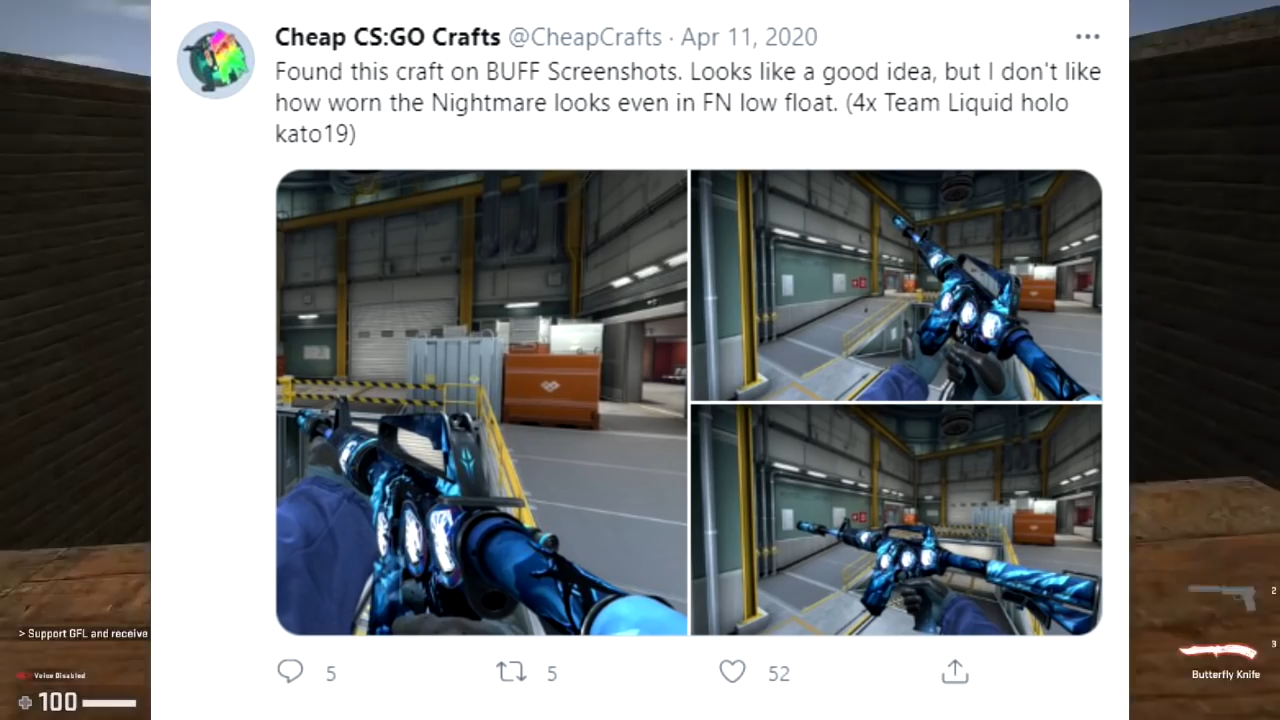 Cheap CS:GO Crafts @CheapCrafts · Apr 11, 2020
Found this craft on BUFF Screenshots. Looks like a good idea, but I don't like
how worn the Nightmare looks even in FN low float. (4x Team Liquid holo
kato19)
5
5
52
> Support GFL and receive
Voice Disabled
100
2
3
Butterfly Knife